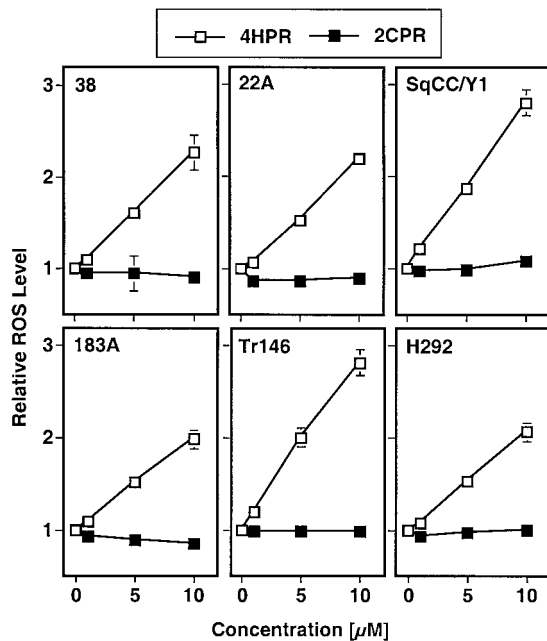 4HPR 2CPR
38 22A SqCC/Y1
3
2
1
183A Tr146 H292
3
2
1
0 5 10 0 5 10 0 5 10
Relative ROS Level
Concentration [µM]